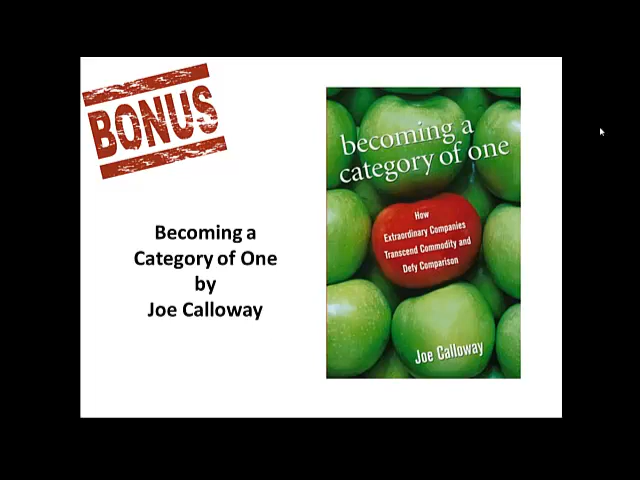 BONUS
Becoming a
Category of One
by
Joe Calloway
becoming a
category of one
How
Extraordinary Companies
Transcend Commodity and
Defy Comparison
Joe Calloway